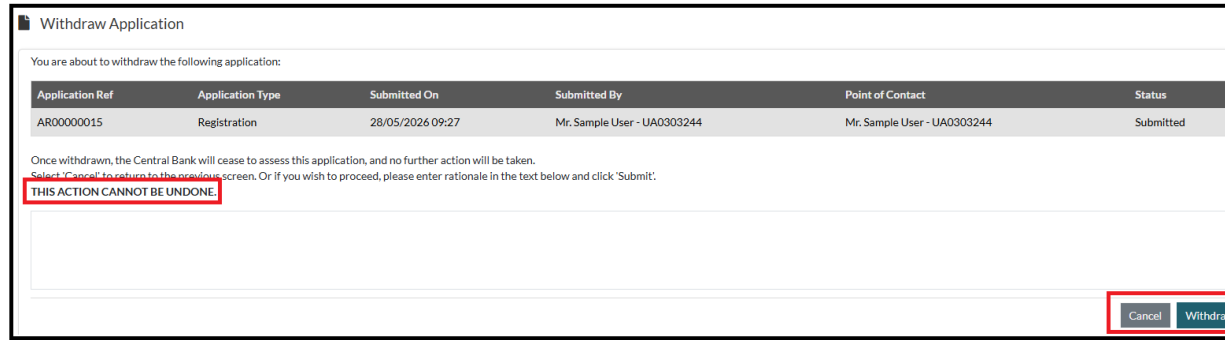 Withdraw Application
You are about to withdraw the following application:
Application Ref Application Type Submitted On Submitted By Point of Contact Status
AR00000015 Registration 28/05/2026 09:27 Mr. Sample User - UA0303244 Mr. Sample User - UA0303244 Submitted
Once withdrawn, the Central Bank will cease to assess this application, and no further action will be taken.
Select 'Cancel' to return to the previous screen. Or if you wish to proceed, please enter rationale in the text below and click 'Submit'.
THIS ACTION CANNOT BE UNDONE.
Cancel Withdra